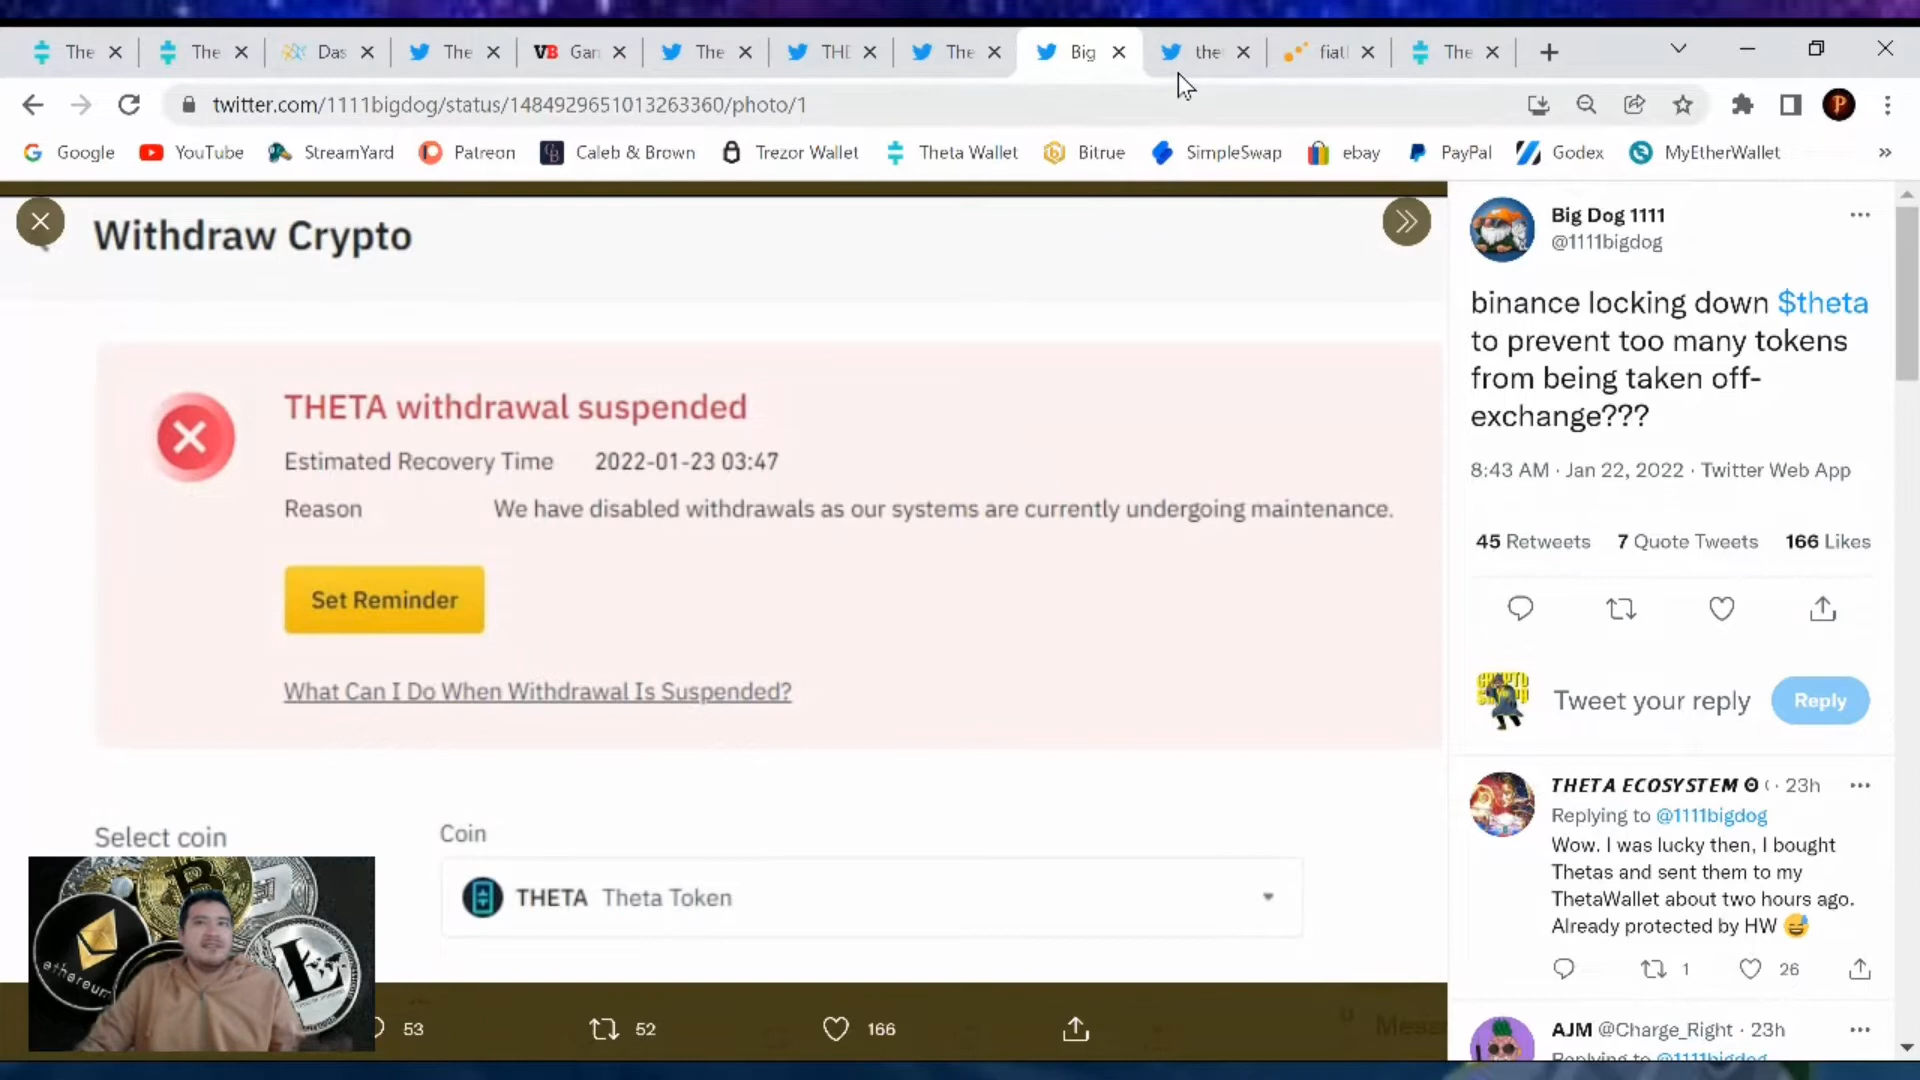 The
The
Das
The
VB Gan
The
THE
The
Big
the
fiatl
The
twitter.com/1111bigdog/status/1484929651013263360/photo/1
Google YouTube StreamYard Patreon Caleb & Brown Trezor Wallet Theta Wallet Bitrue SimpleSwap ebay PayPal Godex MyEtherWallet
Withdraw Crypto
THETA withdrawal suspended
Estimated Recovery Time 2022-01-23 03:47
Reason We have disabled withdrawals as our systems are currently undergoing maintenance.
Set Reminder
What Can I Do When Withdrawal Is Suspended?
Select coin
Coin
THETA Theta Token
ethereum
53 52 166
Big Dog 1111
@1111bigdog
binance locking down $theta
to prevent too many tokens
from being taken off-
exchange???
8:43 AM · Jan 22, 2022 · Twitter Web App
45 Retweets 7 Quote Tweets 166 Likes
Tweet your reply Reply
THETA ECOSYSTEM · 23h
Replying to @1111bigdog
Wow. I was lucky then, I bought
Thetas and sent them to my
ThetaWallet about two hours ago.
Already protected by HW 😅
1 26
AJM @Charge_Right · 23h
Replying to @1111bigdog